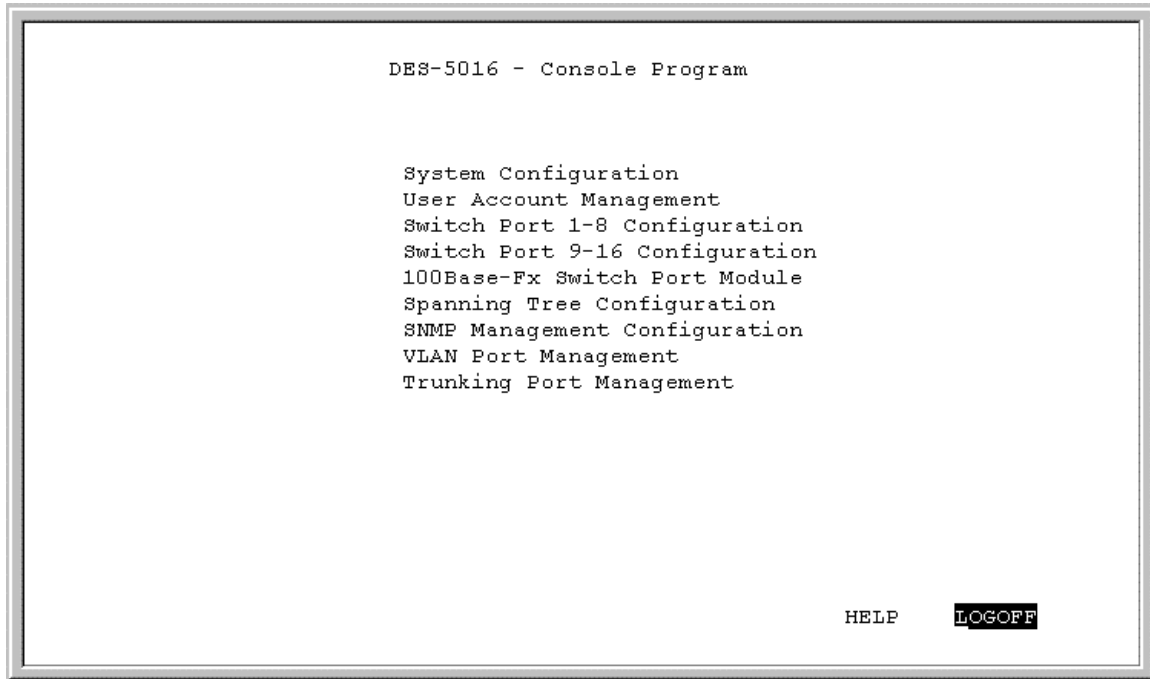 DES-5016 - Console Program
System Configuration
User Account Management
Switch Port 1-8 Configuration
Switch Port 9-16 Configuration
100Base-Fx Switch Port Module
Spanning Tree Configuration
SNMP Management Configuration
VLAN Port Management
Trunking Port Management
HELP LOGOFF